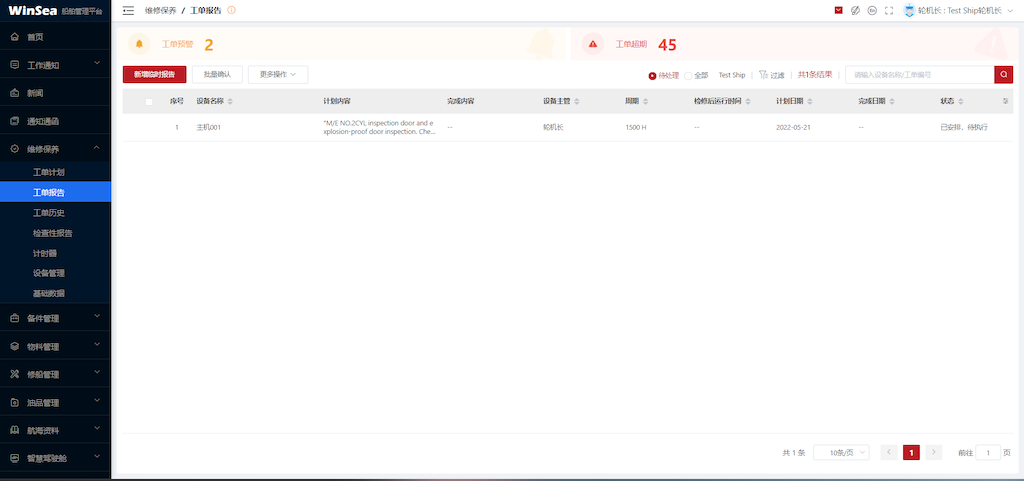 WinSea 船舶管理平台
首页
工作通知
新闻
通知通函
维修保养
工单计划
工单报告
工单历史
检查性报告
计时器
设备管理
基础数据
备件管理
物料管理
修船管理
油品管理
航海资料
智慧驾驶舱
维修保养 / 工单报告
En
轮机长 : Test Ship轮机长
工单预警 2
工单超期 45
新增临时报告 批量确认 更多操作
待处理 全部 Test Ship 过滤 共1条结果 请输入设备名称/工单编号
序号 设备名称 计划内容 完成内容 设备主管 周期 检修后运行时间 计划日期 完成日期 状态
1 主机001 "M/E NO.2CYL inspection door and e
xplosion-proof door inspection. Che... -- 轮机长 1500 H -- 2022-05-21 -- 已安排、待执行
共 1 条 10条/页 1 前往 1 页